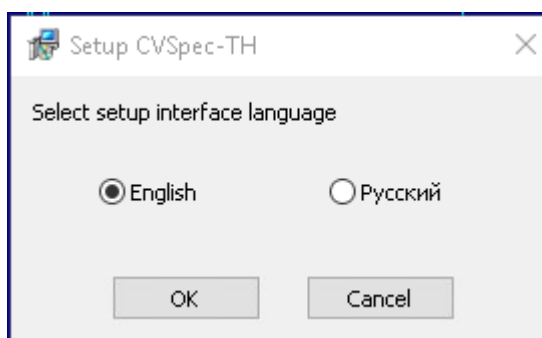 Setup CVSpec-TH
Select setup interface language
English
Русский
OK
Cancel